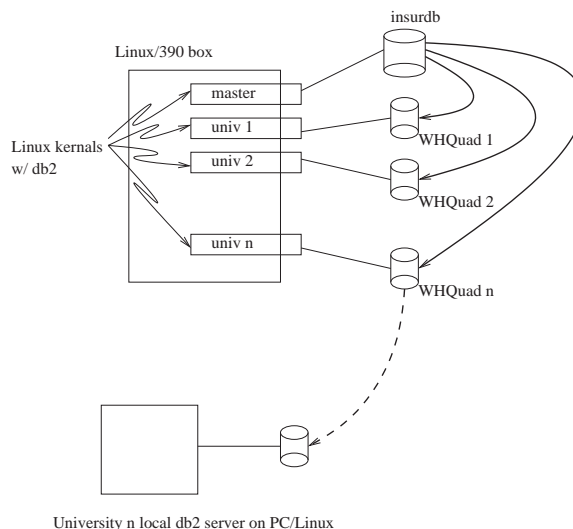 insurdb
Linux/390 box
master
univ 1
WHQuad 1
Linux kernals
w/ db2
univ 2
WHQuad 2
univ n
WHQuad n
University n local db2 server on PC/Linux